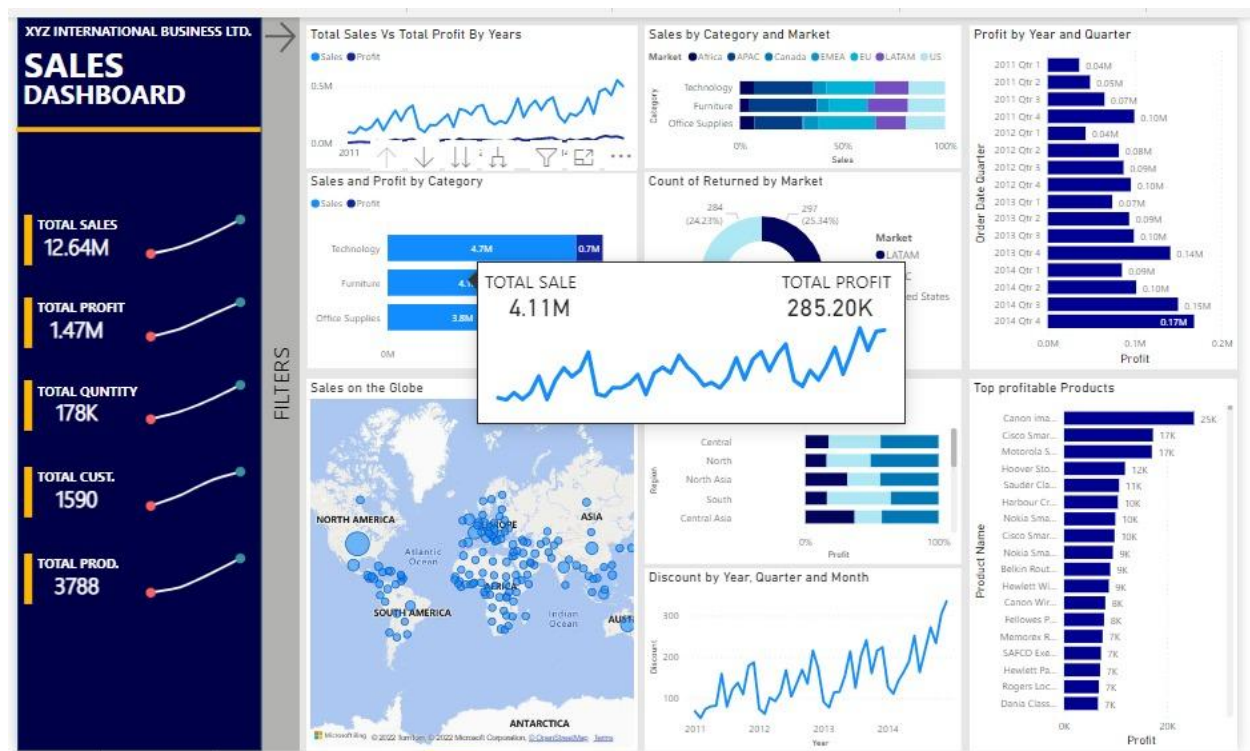 XYZ INTERNATIONAL BUSINESS LTD.
SALES
DASHBOARD
TOTAL SALES
12.64M
TOTAL PROFIT
1.47M
TOTAL QUNTITY
178K
TOTAL CUST.
1590
TOTAL PROD.
3788
FILTERS
Total Sales Vs Total Profit By Years
Sales Profit
0.5M
0.0M
2011
Sales by Category and Market
Market Africa APAC Canada EMEA EU LATAM US
Category
Technology
Furniture
Office Supplies
0% 50% 100%
Sales
Profit by Year and Quarter
Order Date Quarter
2011 Qtr 1 0.04M
2011 Qtr 2 0.05M
2011 Qtr 3 0.07M
2011 Qtr 4 0.10M
2012 Qtr 1 0.04M
2012 Qtr 2 0.08M
2012 Qtr 3 0.09M
2012 Qtr 4 0.10M
2013 Qtr 1 0.07M
2013 Qtr 2 0.09M
2013 Qtr 3 0.10M
2013 Qtr 4 0.14M
2014 Qtr 1 0.09M
2014 Qtr 2 0.10M
2014 Qtr 3 0.15M
2014 Qtr 4 0.17M
0.0M 0.1M 0.2M
Profit
Sales and Profit by Category
Sales Profit
Technology 4.7M 0.7M
Furniture
Office Supplies 3.8M
0M
Count of Returned by Market
284
(24.23%)
297
(25.34%)
Market
LATAM
TOTAL SALE
4.11M
TOTAL PROFIT
285.20K
Sales on the Globe
NORTH AMERICA
EUROPE
ASIA
Atlantic
Ocean
AFRICA
SOUTH AMERICA
Indian
Ocean
ANTARCTICA
Microsoft Bing © 2022 TomTom, © 2022 Microsoft Corporation, © OpenStreetMap Terms
Region
Central
North
North Asia
South
Central Asia
0% 100%
Profit
Discount by Year, Quarter and Month
Discount
300
200
100
2011 2012 2013 2014
Year
Top profitable Products
Product Name
Canon ima... 25K
Cisco Smar... 17K
Motorola S... 17K
Hoover Sto... 12K
Sauder Cla... 11K
Harbour Cr... 10K
Nokia Sma... 10K
Cisco Smar... 10K
Nokia Sma... 9K
Belkin Rout... 9K
Hewlett Wi... 9K
Canon Wir... 8K
Fellowes P... 8K
Memorex R... 7K
SAFCO Exe... 7K
Hewlett Pa... 7K
Rogers Loc... 7K
Dania Class... 7K
0K 20K
Profit